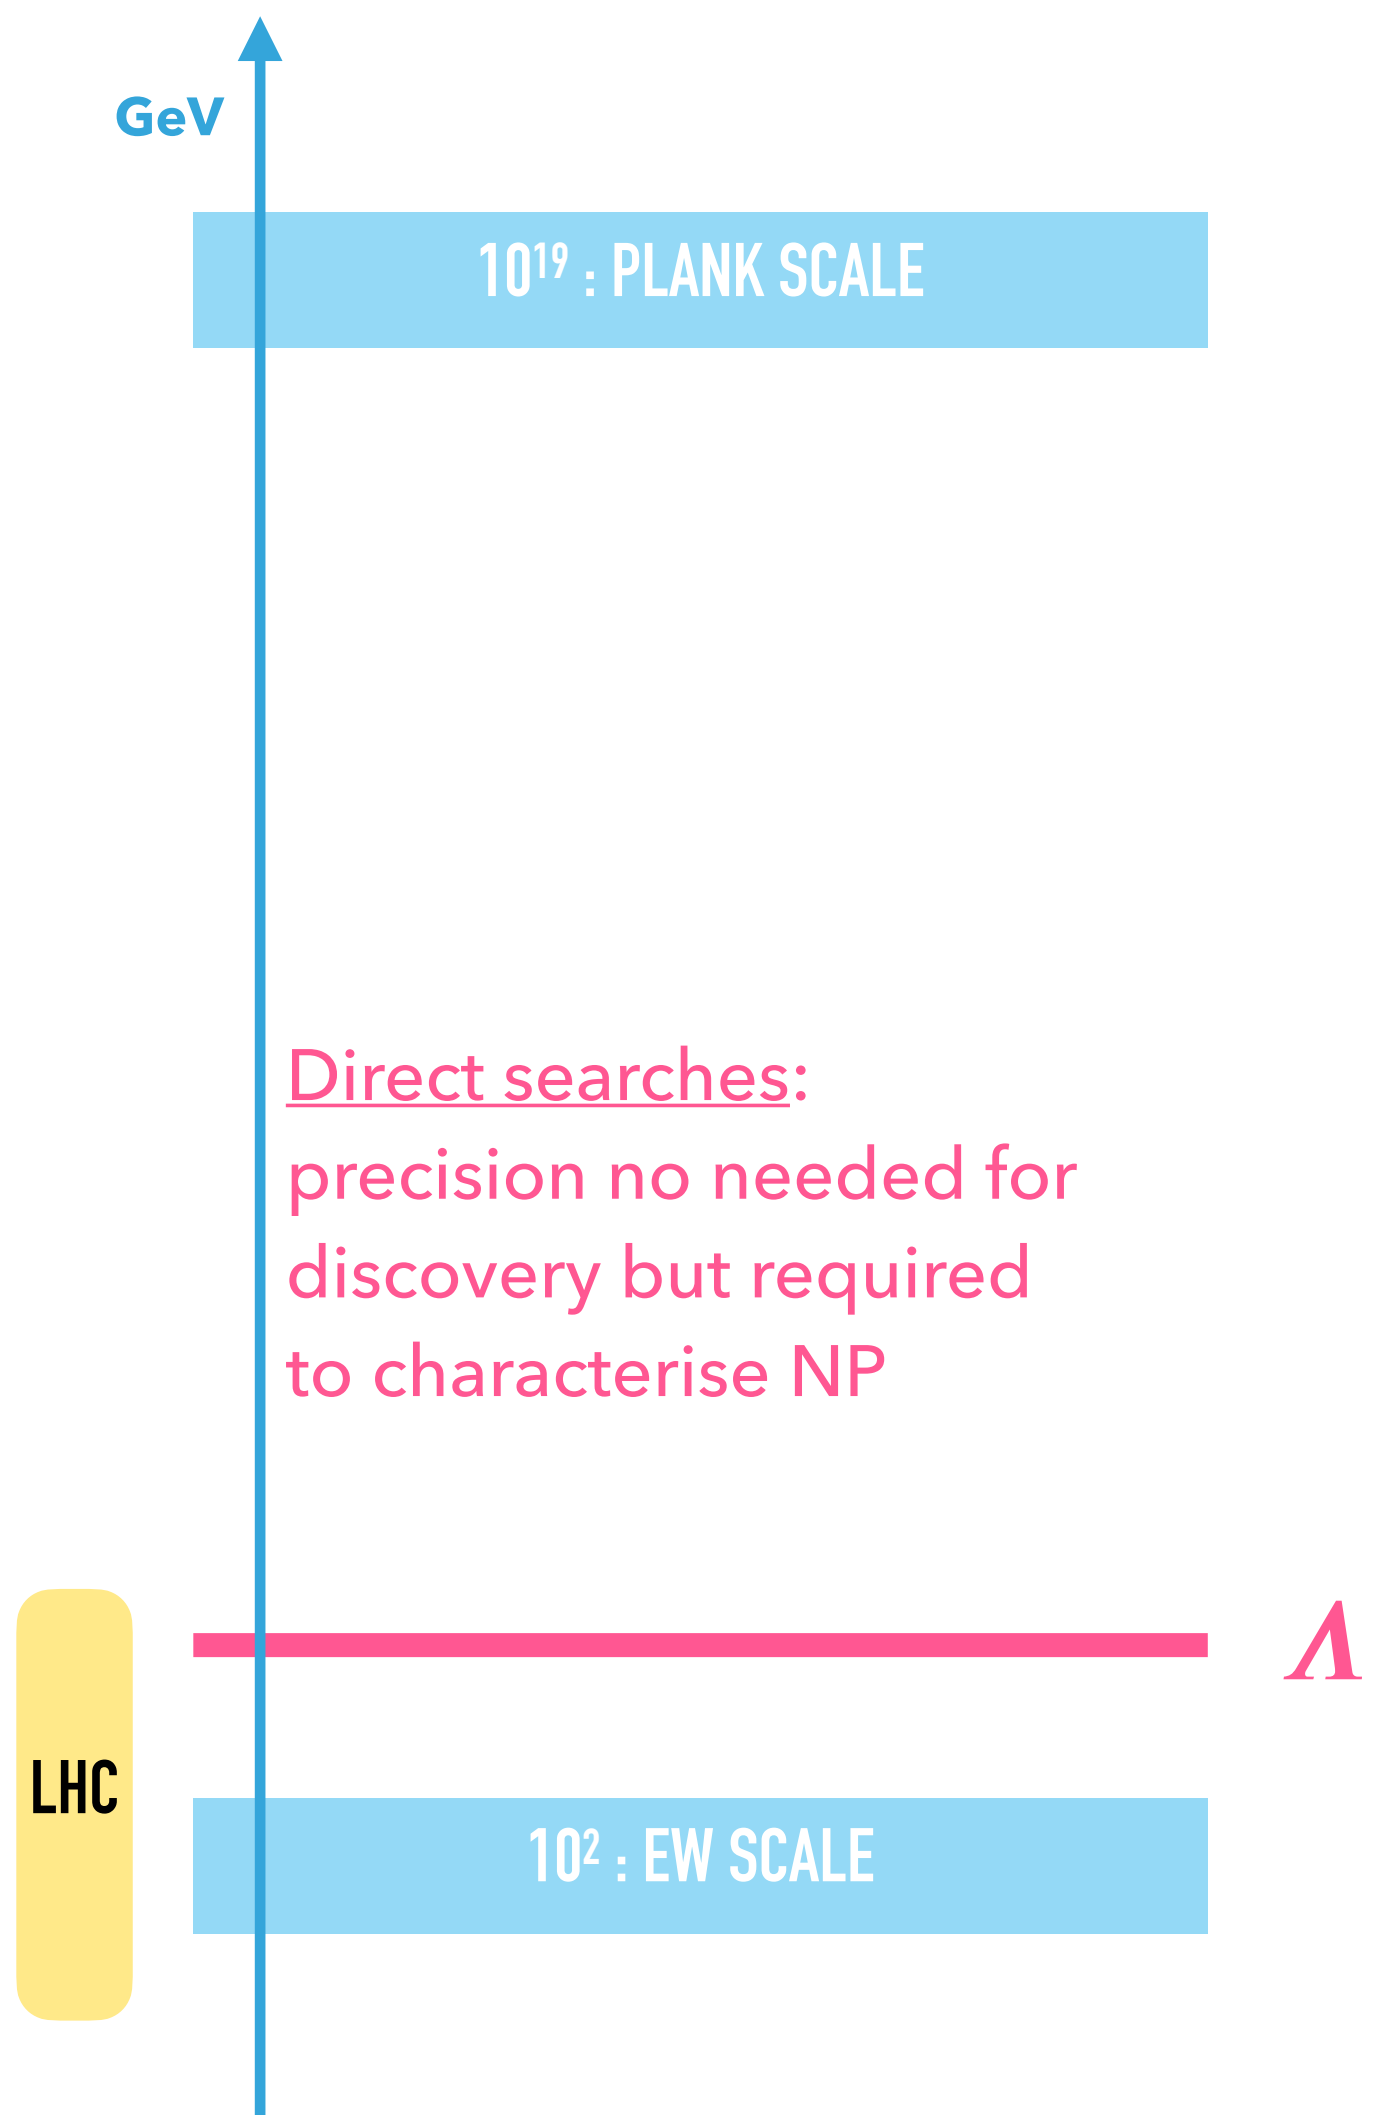 GeV
10¹⁹ : PLANK SCALE
Direct searches:
precision no needed for
discovery but required
to characterise NP
Λ
LHC
10² : EW SCALE